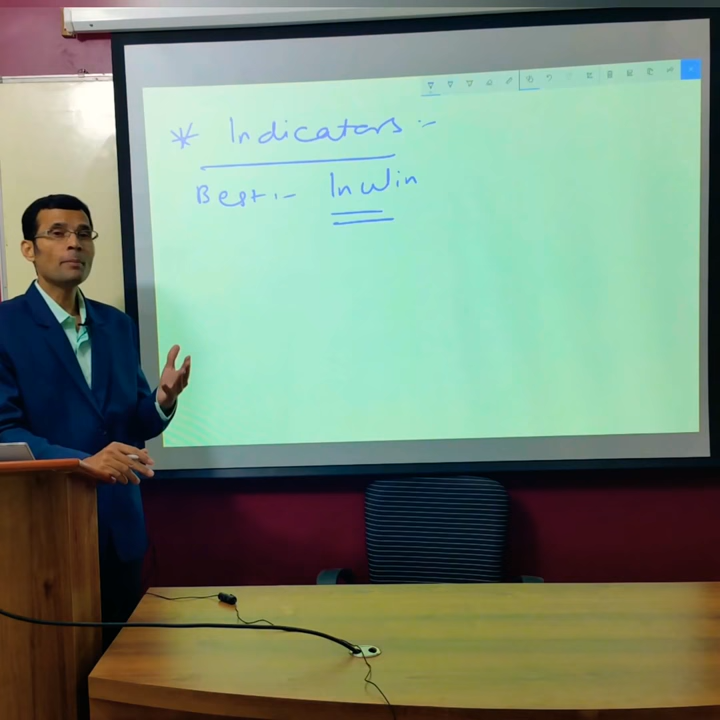 * Indicators :-
Best :- InWin